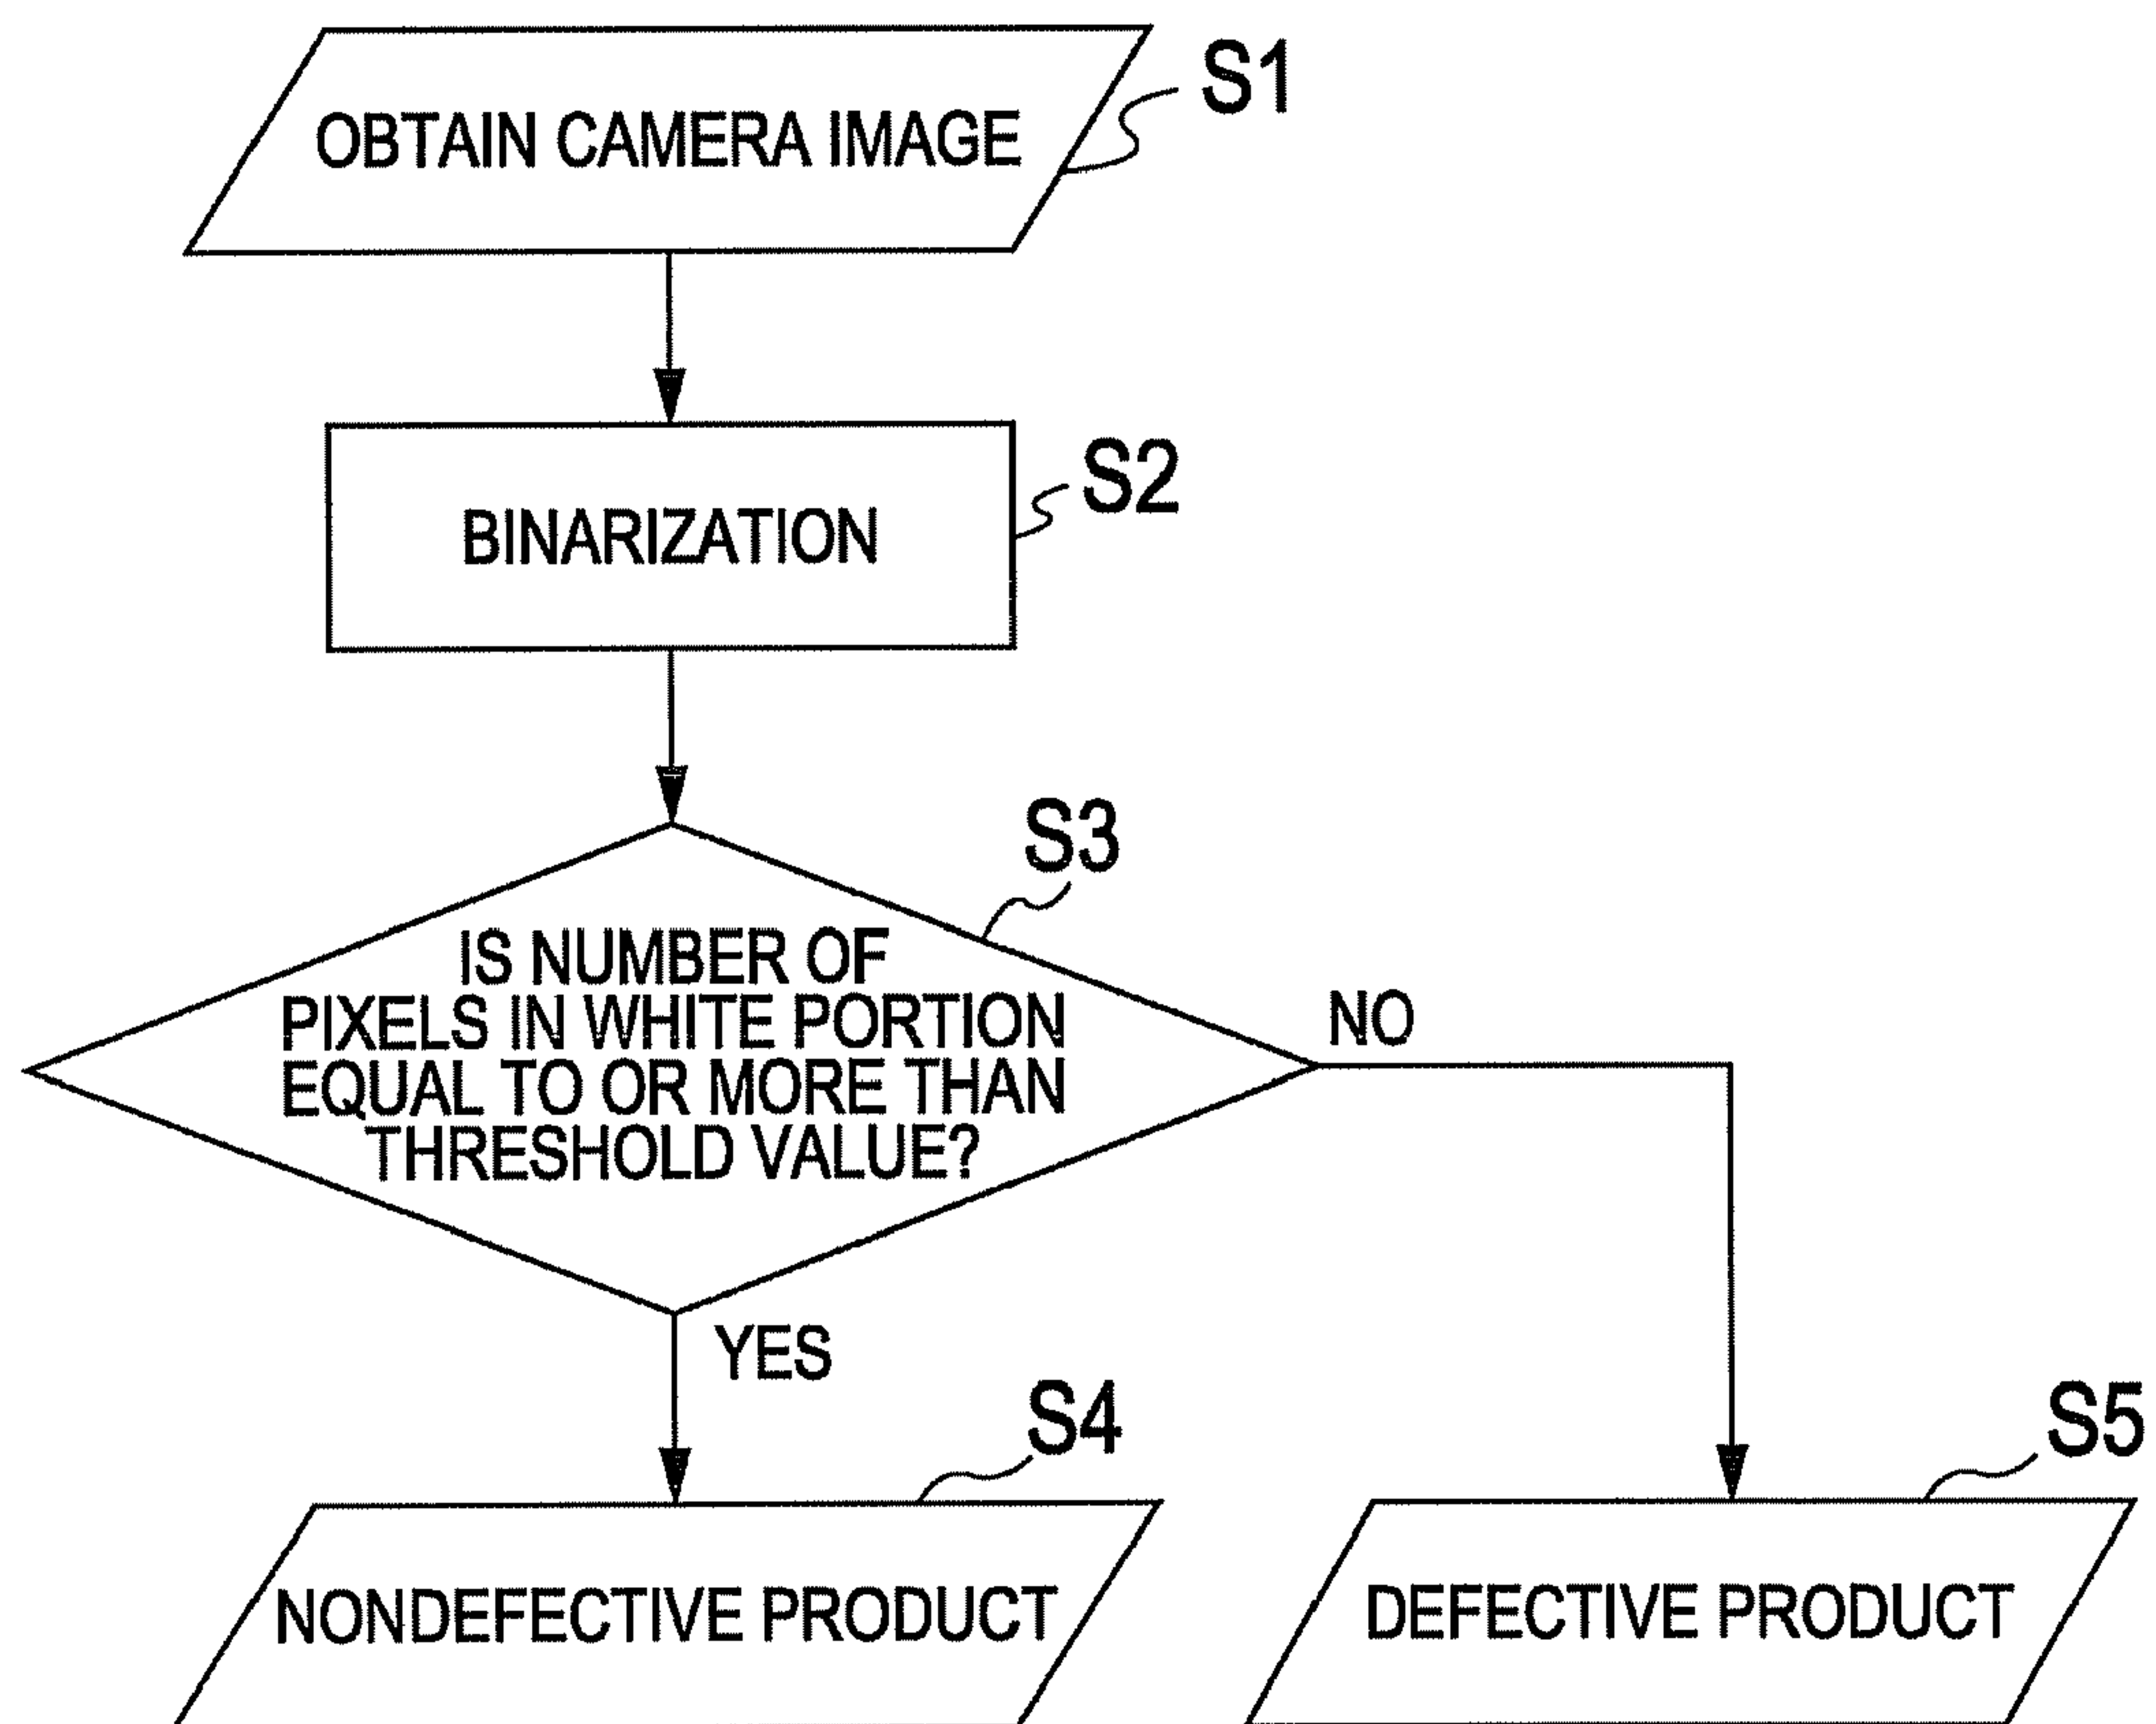 OBTAIN CAMERA IMAGE
S1
BINARIZATION
S2
S3
IS NUMBER OF
PIXELS IN WHITE PORTION
EQUAL TO OR MORE THAN
THRESHOLD VALUE?
NO
YES
S4
NONDEFECTIVE PRODUCT
S5
DEFECTIVE PRODUCT